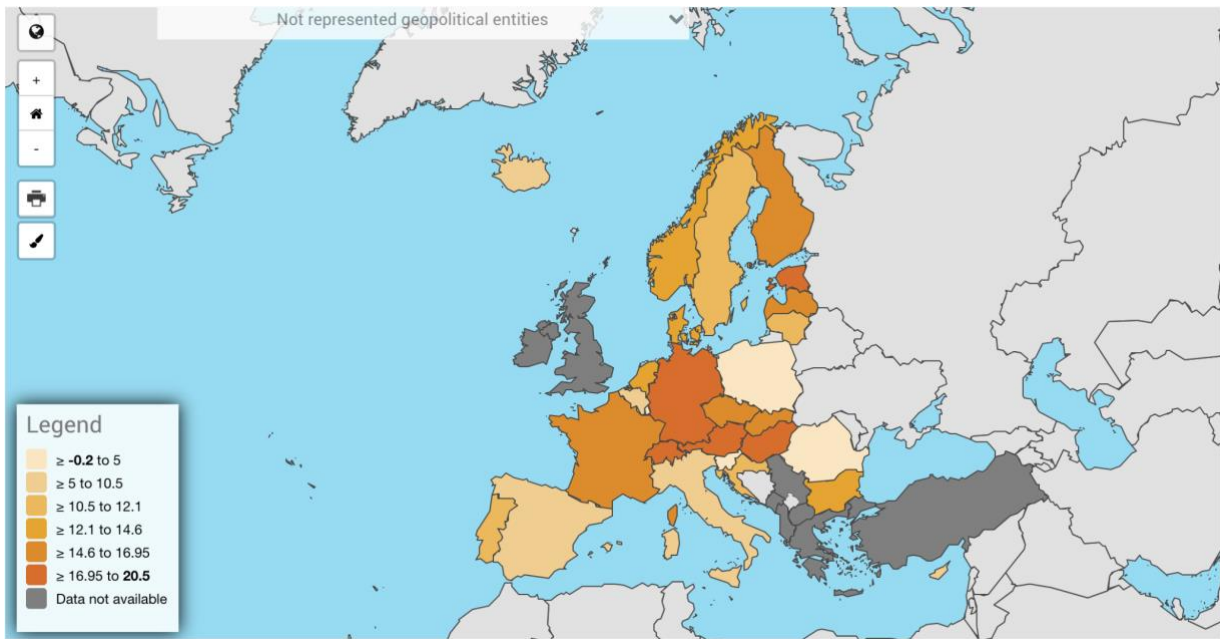 Not represented geopolitical entities
+
-
Legend
≥ -0.2 to 5
≥ 5 to 10.5
≥ 10.5 to 12.1
≥ 12.1 to 14.6
≥ 14.6 to 16.95
≥ 16.95 to 20.5
Data not available